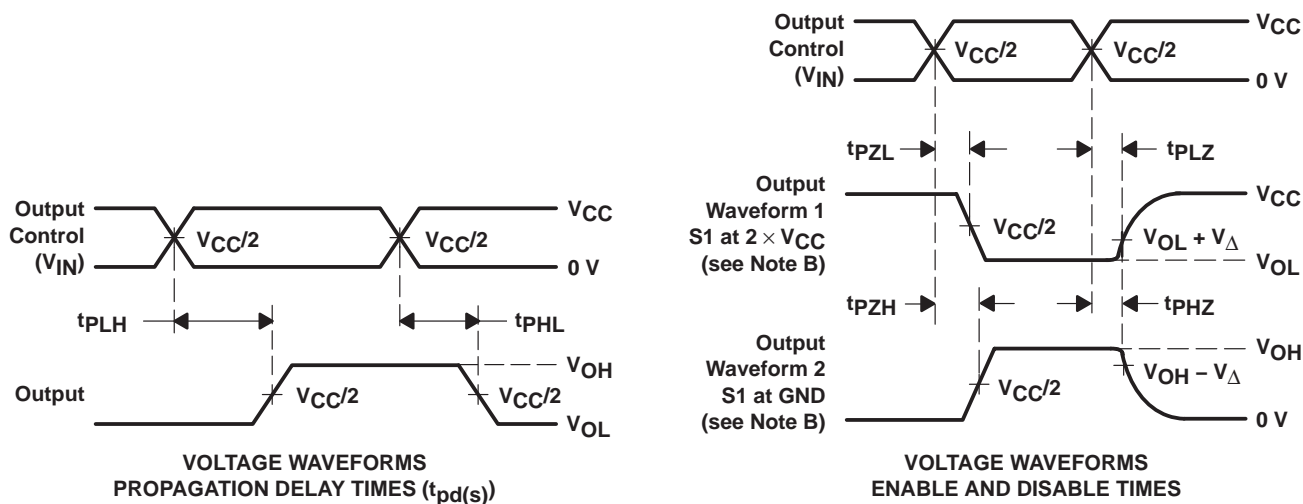 Output
Control
(VIN)
VCC/2
VCC/2
VCC
0 V
tPLH
tPHL
Output
VCC/2
VCC/2
VOH
VOL
VOLTAGE WAVEFORMS
PROPAGATION DELAY TIMES (tpd(s))
Output
Control
(VIN)
VCC/2
VCC/2
VCC
0 V
tPZL
tPLZ
Output
Waveform 1
S1 at 2 × VCC
(see Note B)
VCC/2
VCC
VOL + VΔ
VOL
tPZH
tPHZ
Output
Waveform 2
S1 at GND
(see Note B)
VCC/2
VOH
VOH – VΔ
0 V
VOLTAGE WAVEFORMS
ENABLE AND DISABLE TIMES